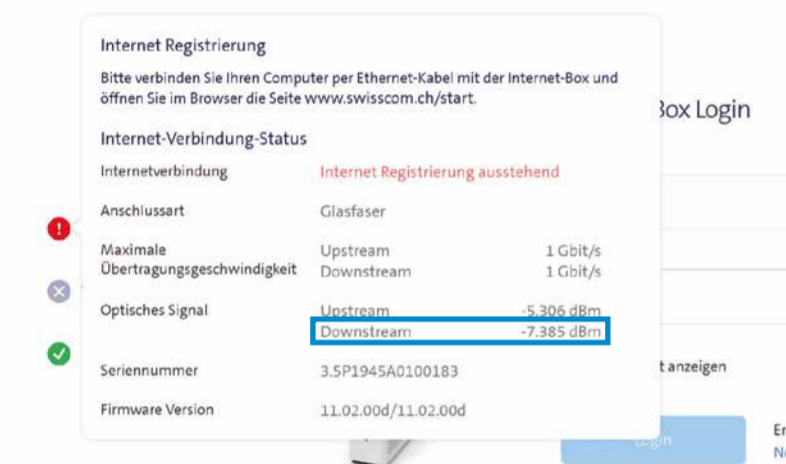 Internet Registrierung
Bitte verbinden Sie Ihren Computer per Ethernet-Kabel mit der Internet-Box und
öffnen Sie im Browser die Seite www.swisscom.ch/start.
Box Login
Internet-Verbindung-Status
Internetverbindung Internet Registrierung ausstehend
Anschlussart Glasfaser
Maximale Upstream 1 Gbit/s
Übertragungsgeschwindigkeit Downstream 1 Gbit/s
Optisches Signal Upstream -5.306 dBm
Downstream -7.385 dBm
t anzeigen
Seriennummer 3.5P1945A0100183
Firmware Version 11.02.00d/11.02.00d
Login